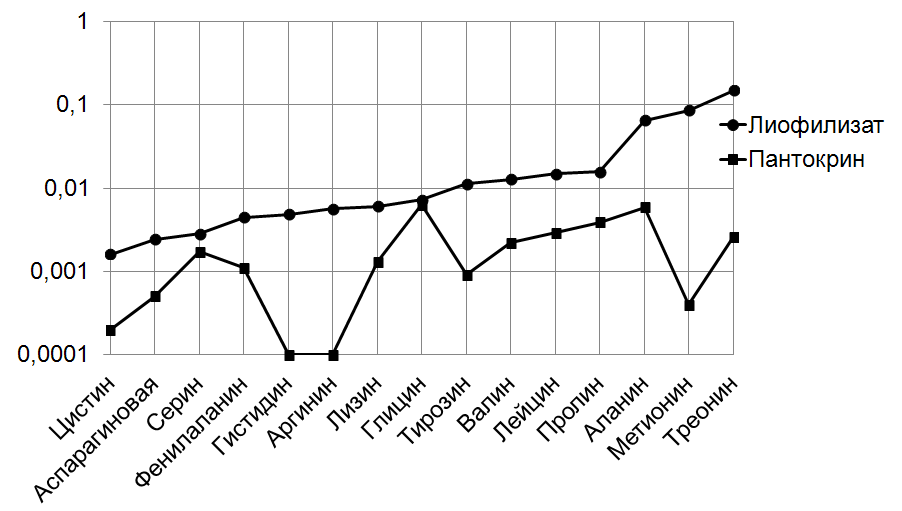 1
0,1
0,01
0,001
0,0001
Лиофилизат
Пантокрин
Цистин
Аспарагиновая
Серин
Фенилаланин
Гистидин
Аргинин
Лизин
Глицин
Тирозин
Валин
Лейцин
Пролин
Аланин
Метионин
Треонин